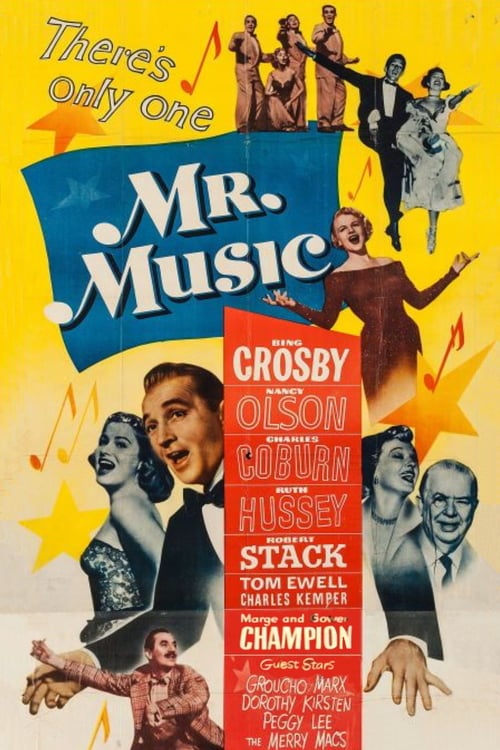 There's
only one
MR.
MUSIC
BING
CROSBY
NANCY
OLSON
CHARLES
COBURN
RUTH
HUSSEY
ROBERT
STACK
TOM EWELL
CHARLES KEMPER
Marge and Gower
CHAMPION
Guest Stars
GROUCHO MARX
DOROTHY KIRSTEN
PEGGY LEE
THE MERRY MACS